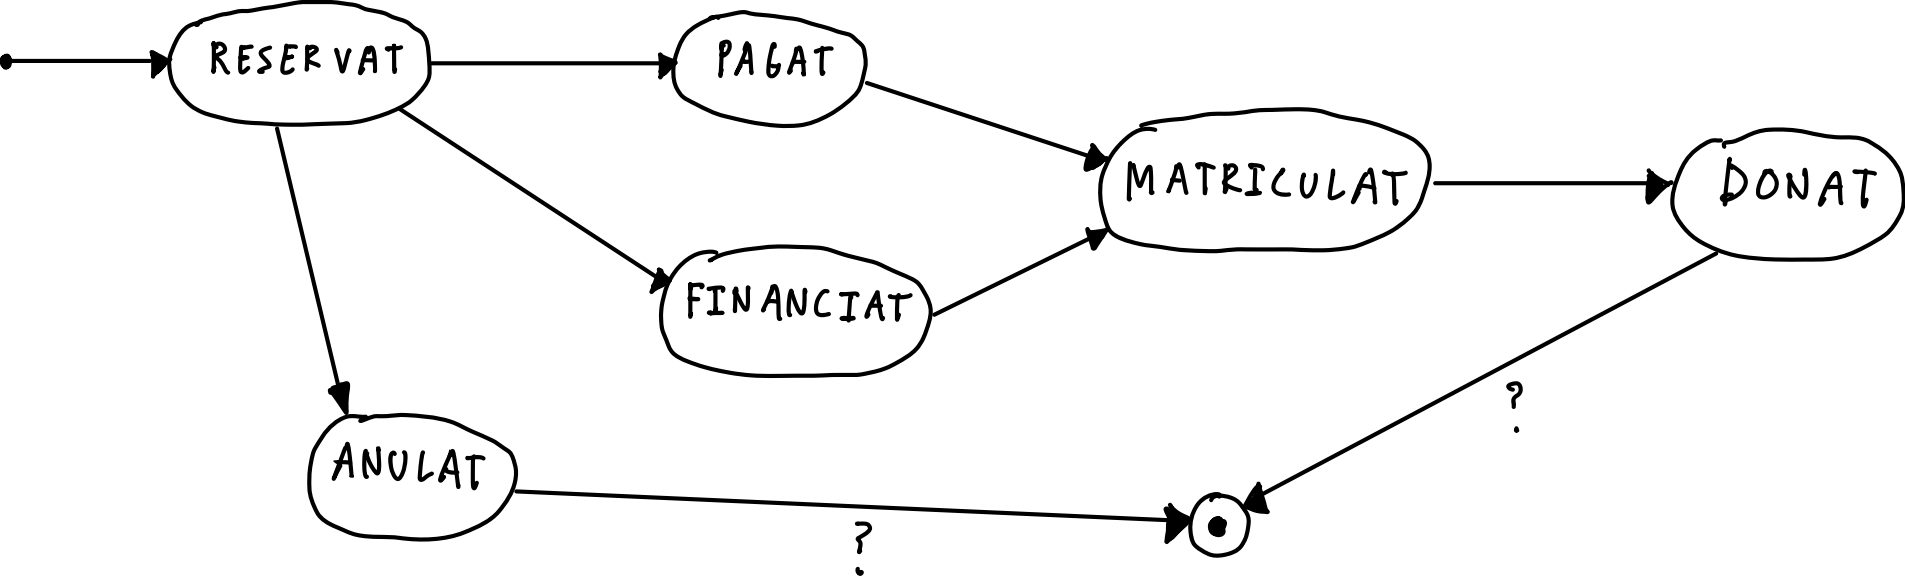 RESERVAT
PAGAT
MATRICULAT
DONAT
FINANCIAT
ANULAT
?
?